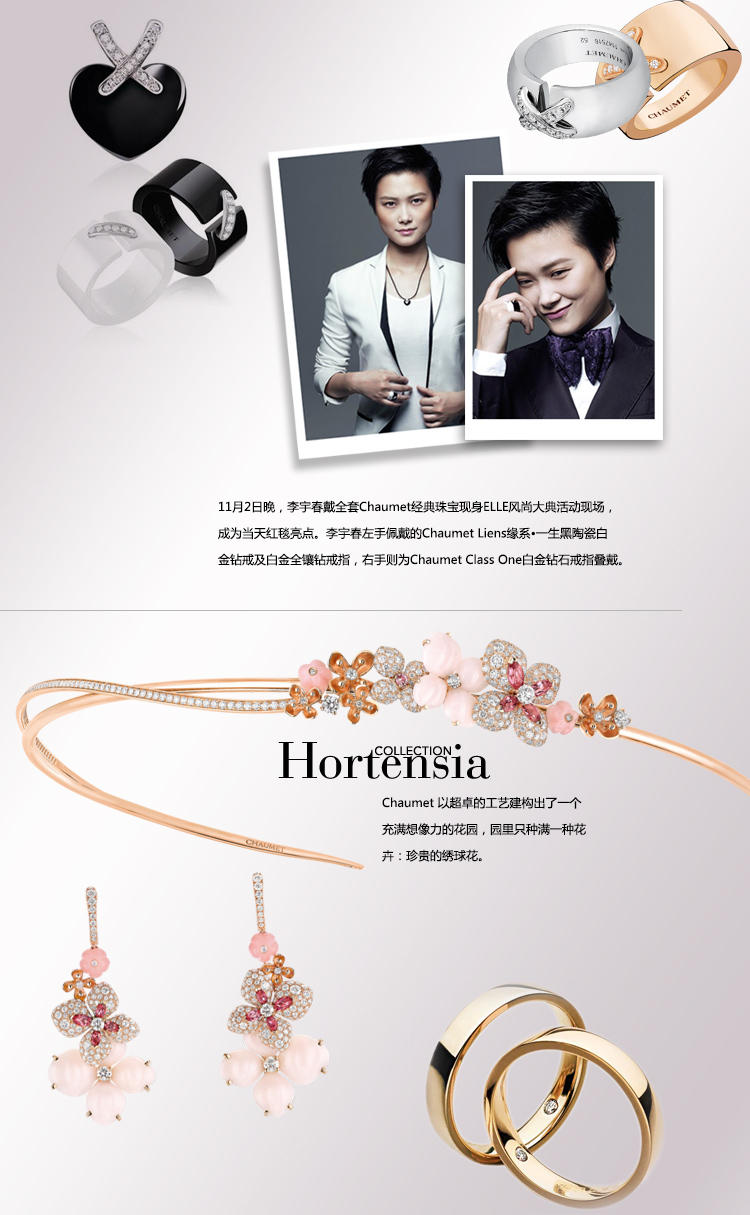 CHAUMET
CHAUMET
CHAUMET
11月2日晚，李宇春戴全套Chaumet经典珠宝现身ELLE风尚大典活动现场，
成为当天红毯亮点。李宇春左手佩戴的Chaumet Liens缘系•一生黑陶瓷白
金钻戒及白金全镶钻戒指，右手则为Chaumet Class One白金钻石戒指叠戴。
COLLECTION
Hortensia
Chaumet 以超卓的工艺建构出了一个
充满想像力的花园，园里只种满一种花
卉：珍贵的绣球花。
CHAUMET